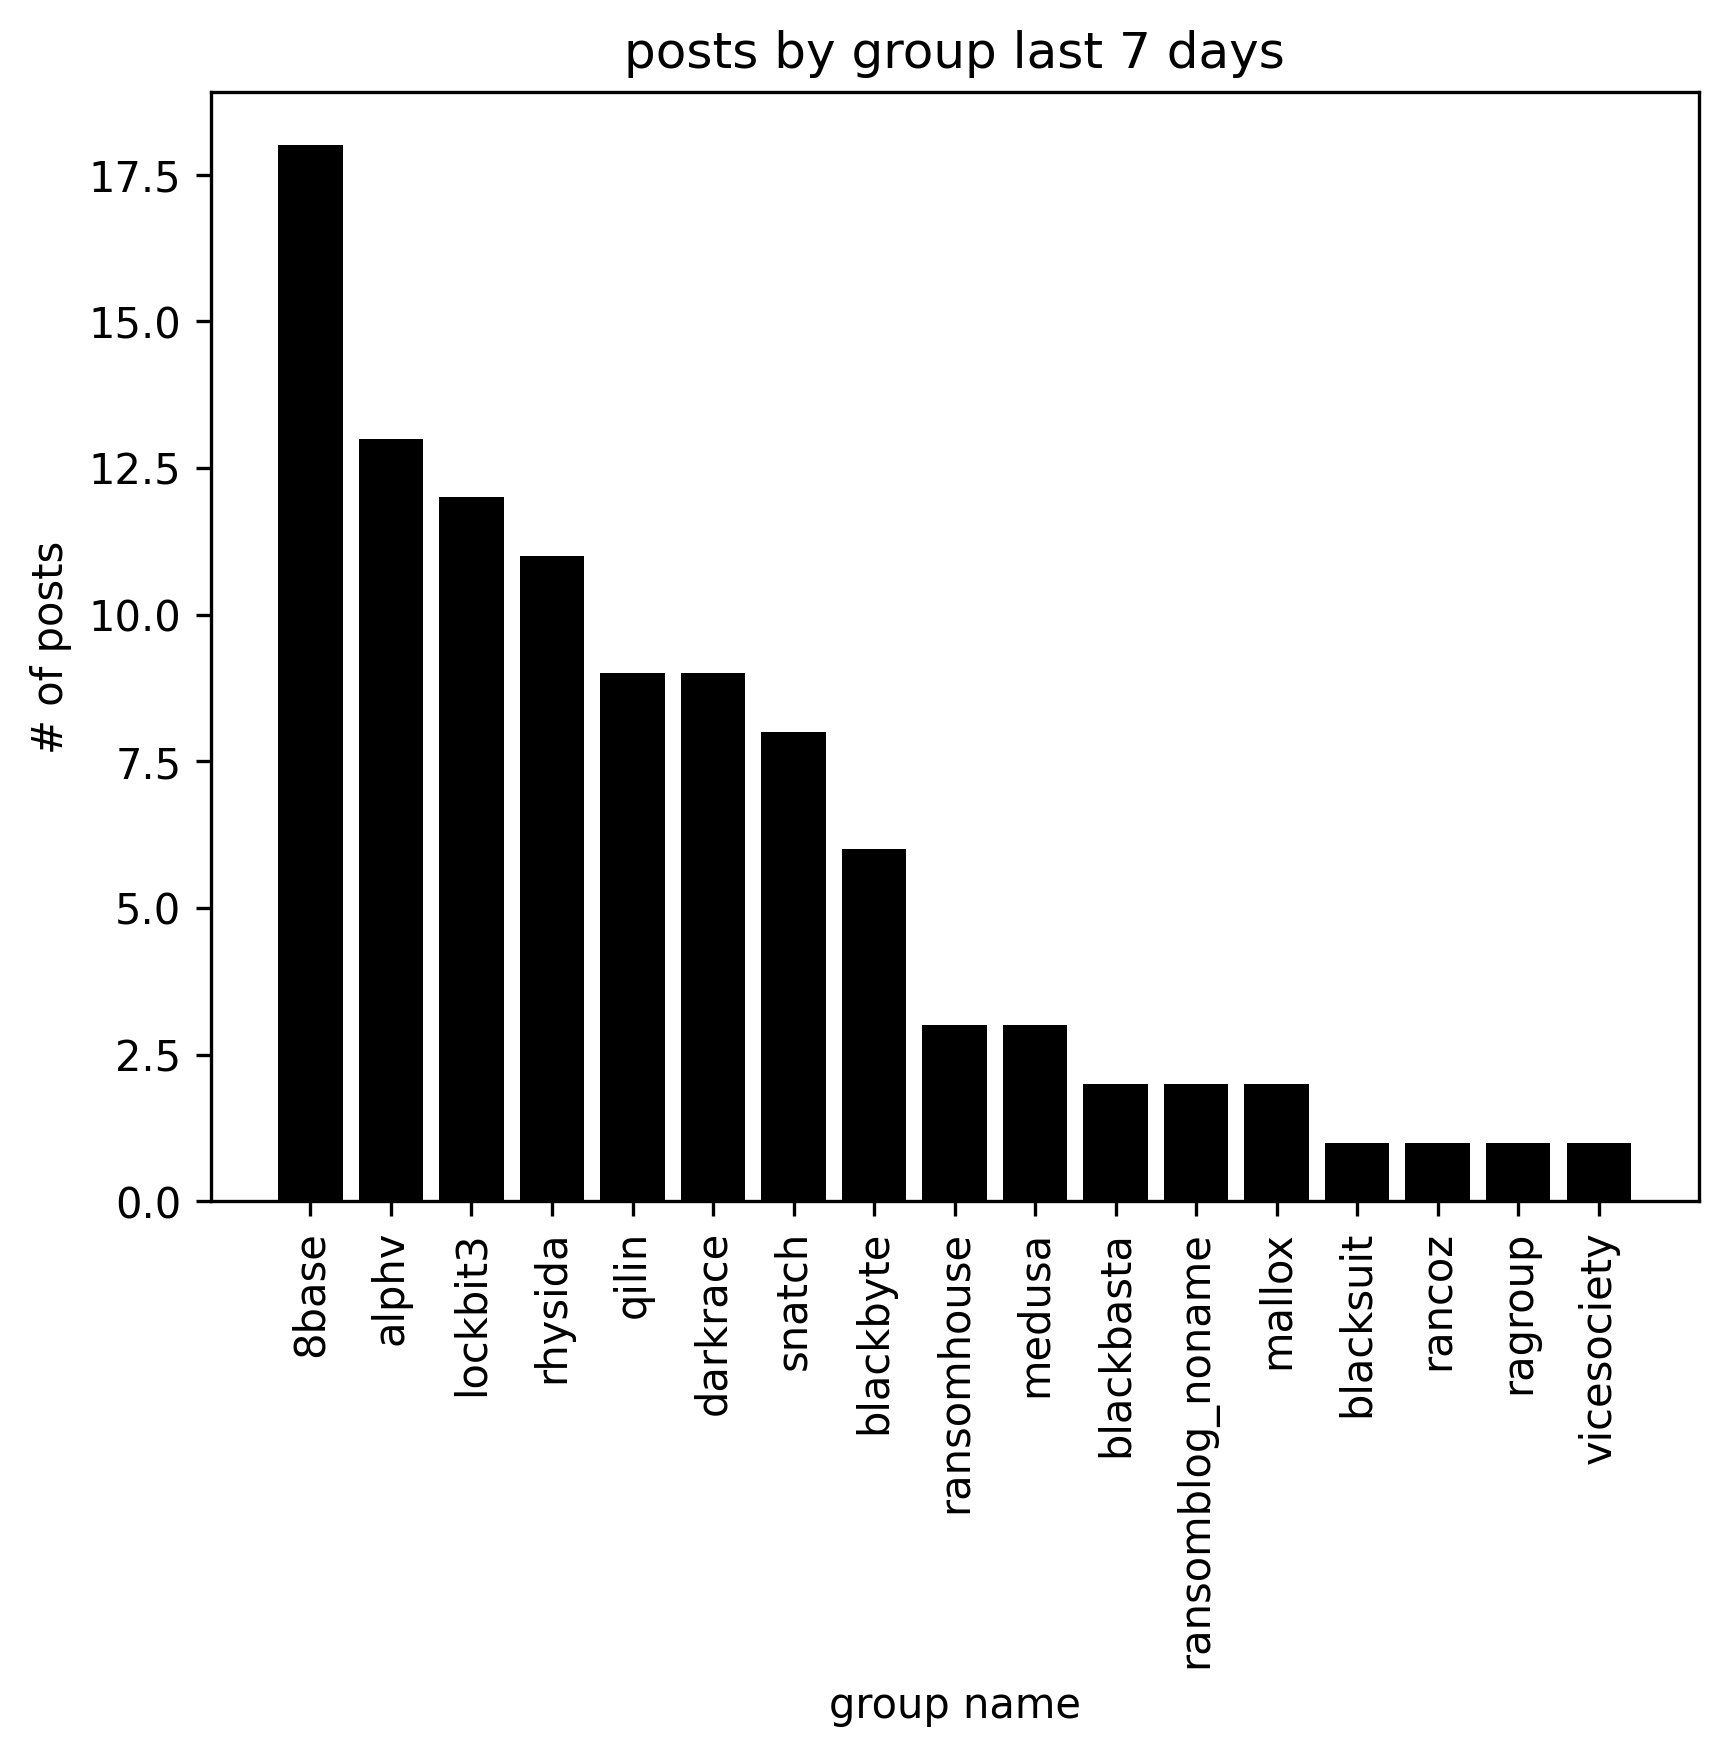 posts by group last 7 days
17.5
15.0
12.5
10.0
7.5
5.0
2.5
0.0
# of posts
8base
alphv
lockbit3
rhysida
qilin
darkrace
snatch
blackbyte
ransomhouse
medusa
blackbasta
ransomblog_noname
mallox
blacksuit
rancoz
ragroup
vicesociety
group name